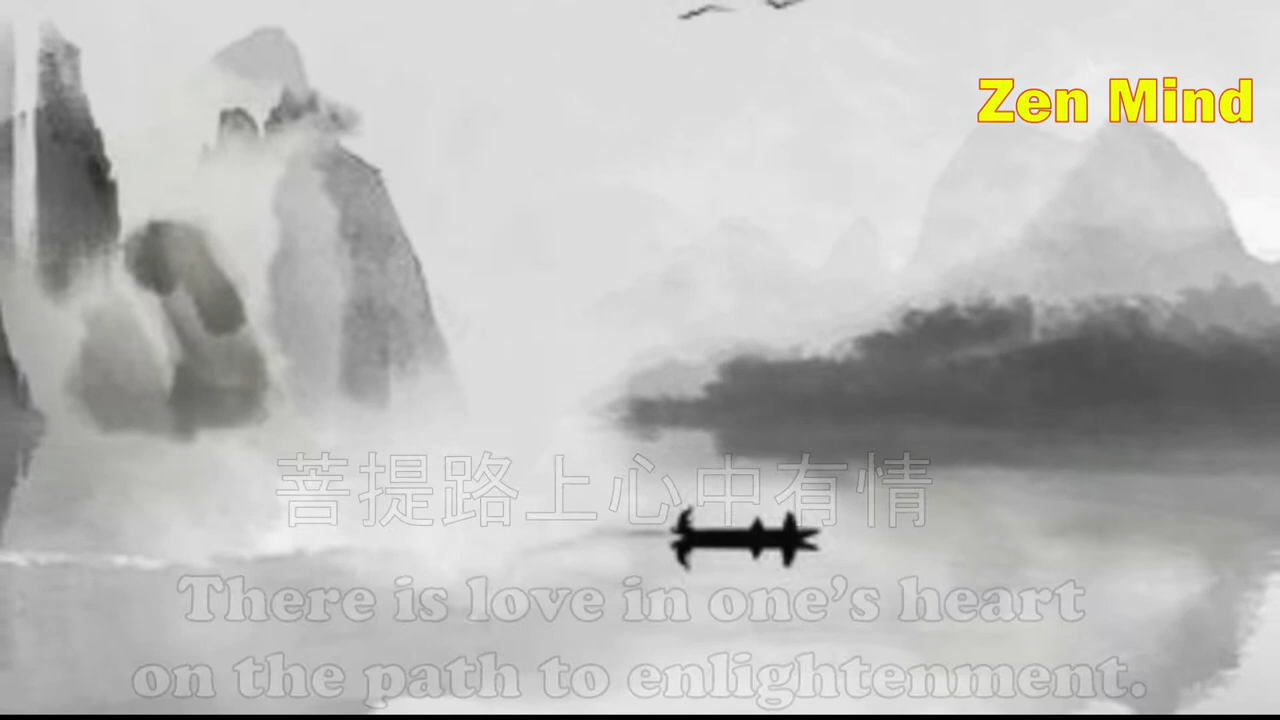 Zen Mind
菩提路上心中有情
There is love in one’s heart
on the path to enlightenment.